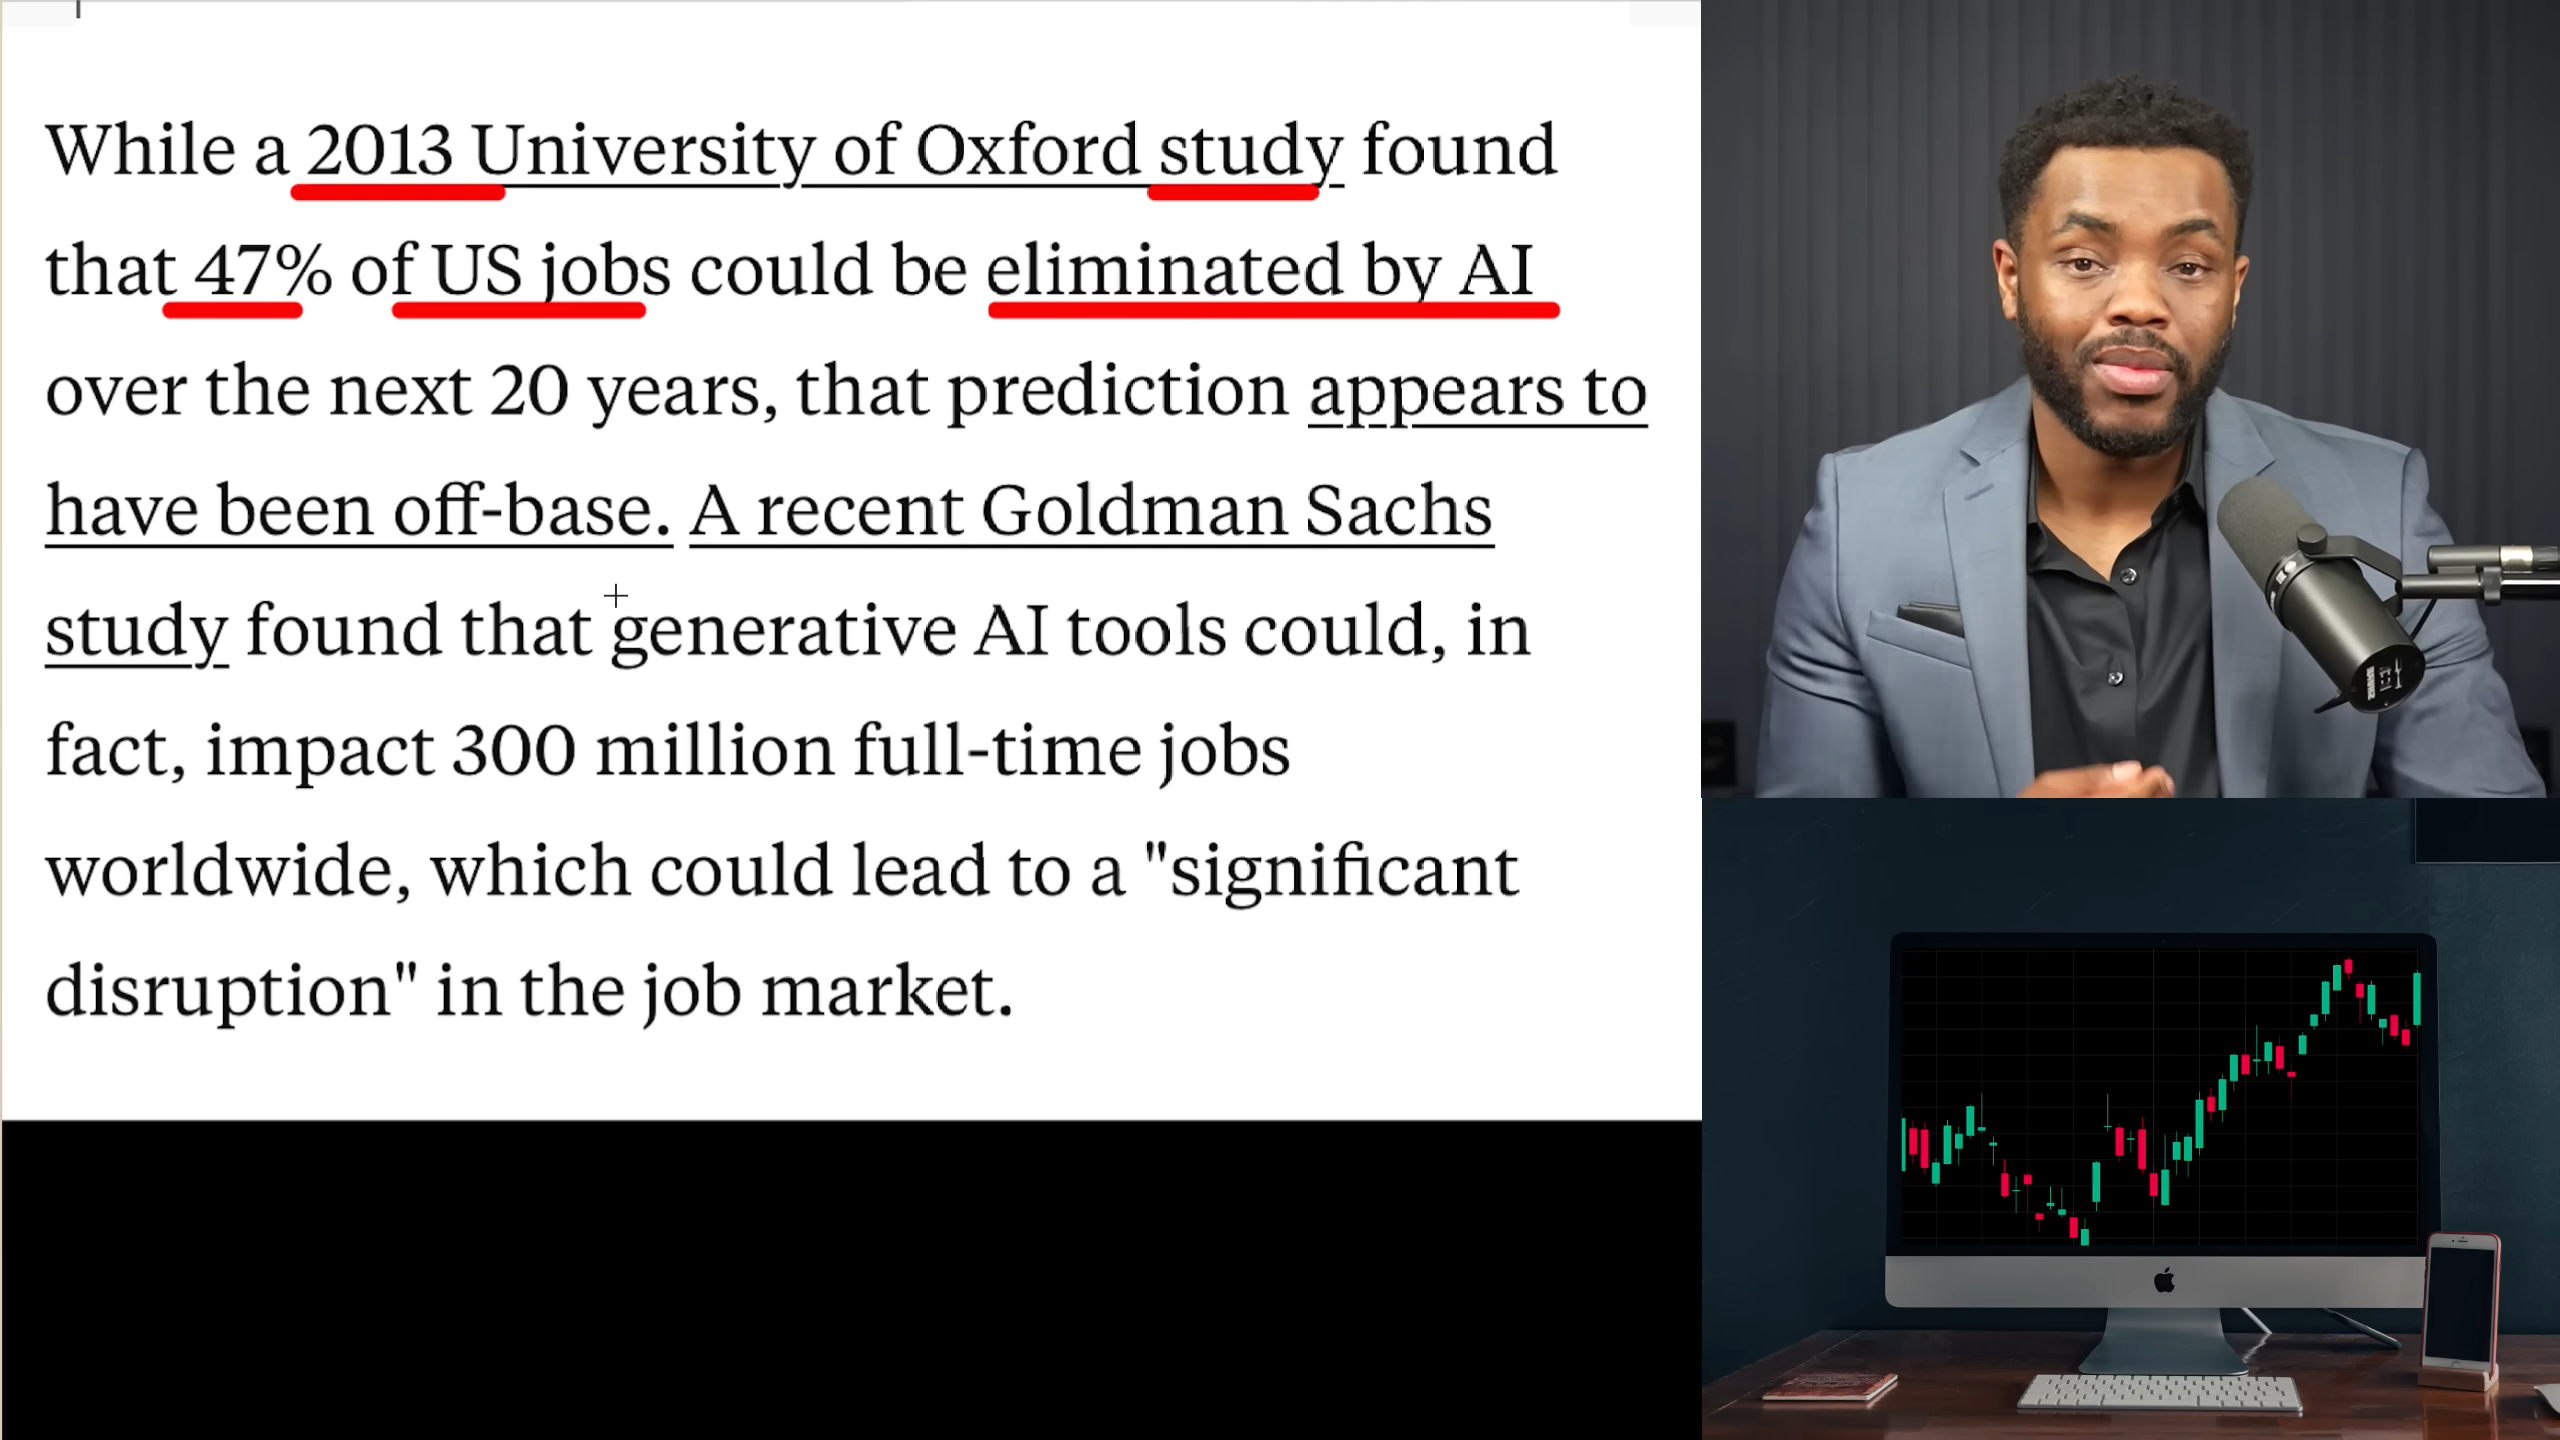 While a 2013 University of Oxford study found
that 47% of US jobs could be eliminated by AI
over the next 20 years, that prediction appears to
have been off-base. A recent Goldman Sachs
study found that generative AI tools could, in
fact, impact 300 million full-time jobs
worldwide, which could lead to a "significant
disruption" in the job market.